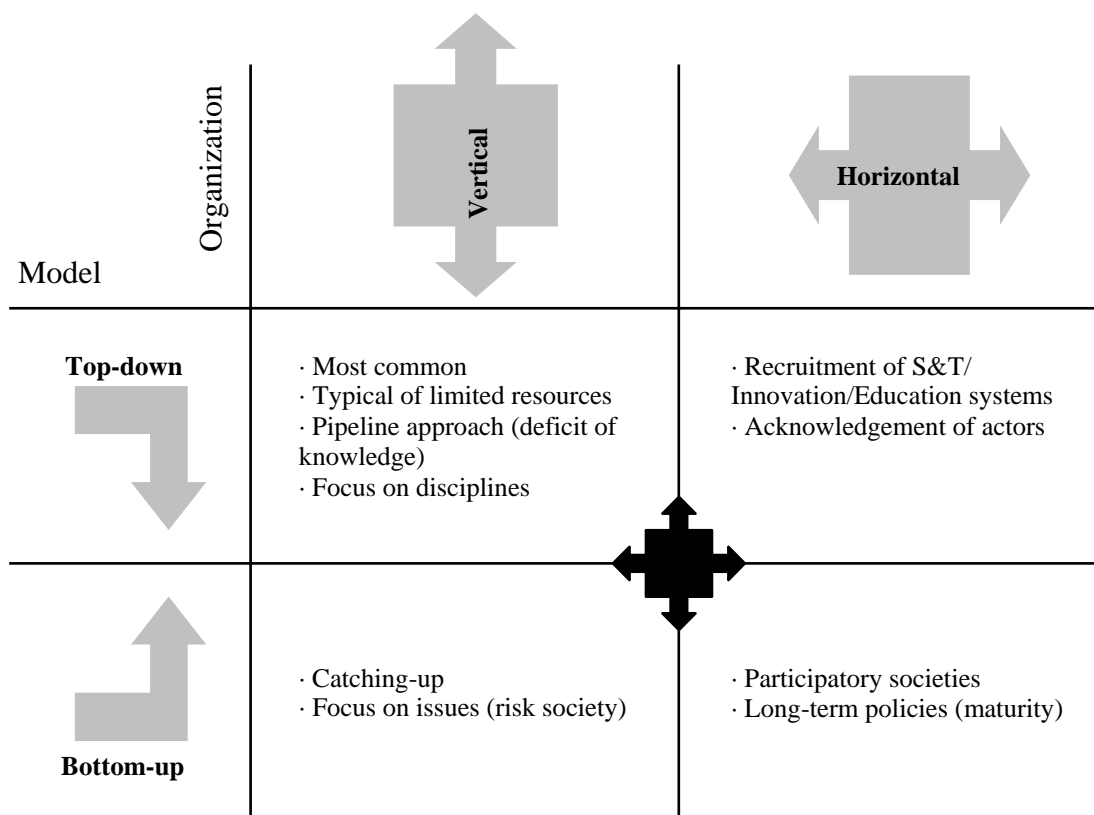 Organization
Vertical
Horizontal
Model
Top-down
· Most common
· Typical of limited resources
· Pipeline approach (deficit of
knowledge)
· Focus on disciplines
· Recruitment of S&T/
Innovation/Education systems
· Acknowledgement of actors
Bottom-up
· Catching-up
· Focus on issues (risk society)
· Participatory societies
· Long-term policies (maturity)